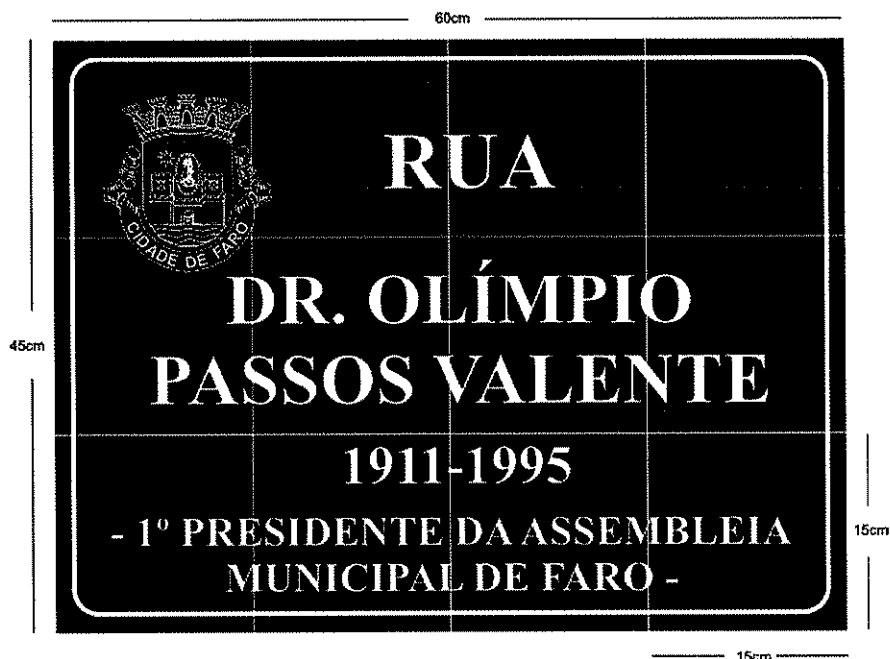 60cm
RUA
CIDADE DE FARO
DR. OLÍMPIO
PASSOS VALENTE
45cm
1911-1995
- 1º PRESIDENTE DA ASSEMBLEIA
MUNICIPAL DE FARO -
15cm
15cm